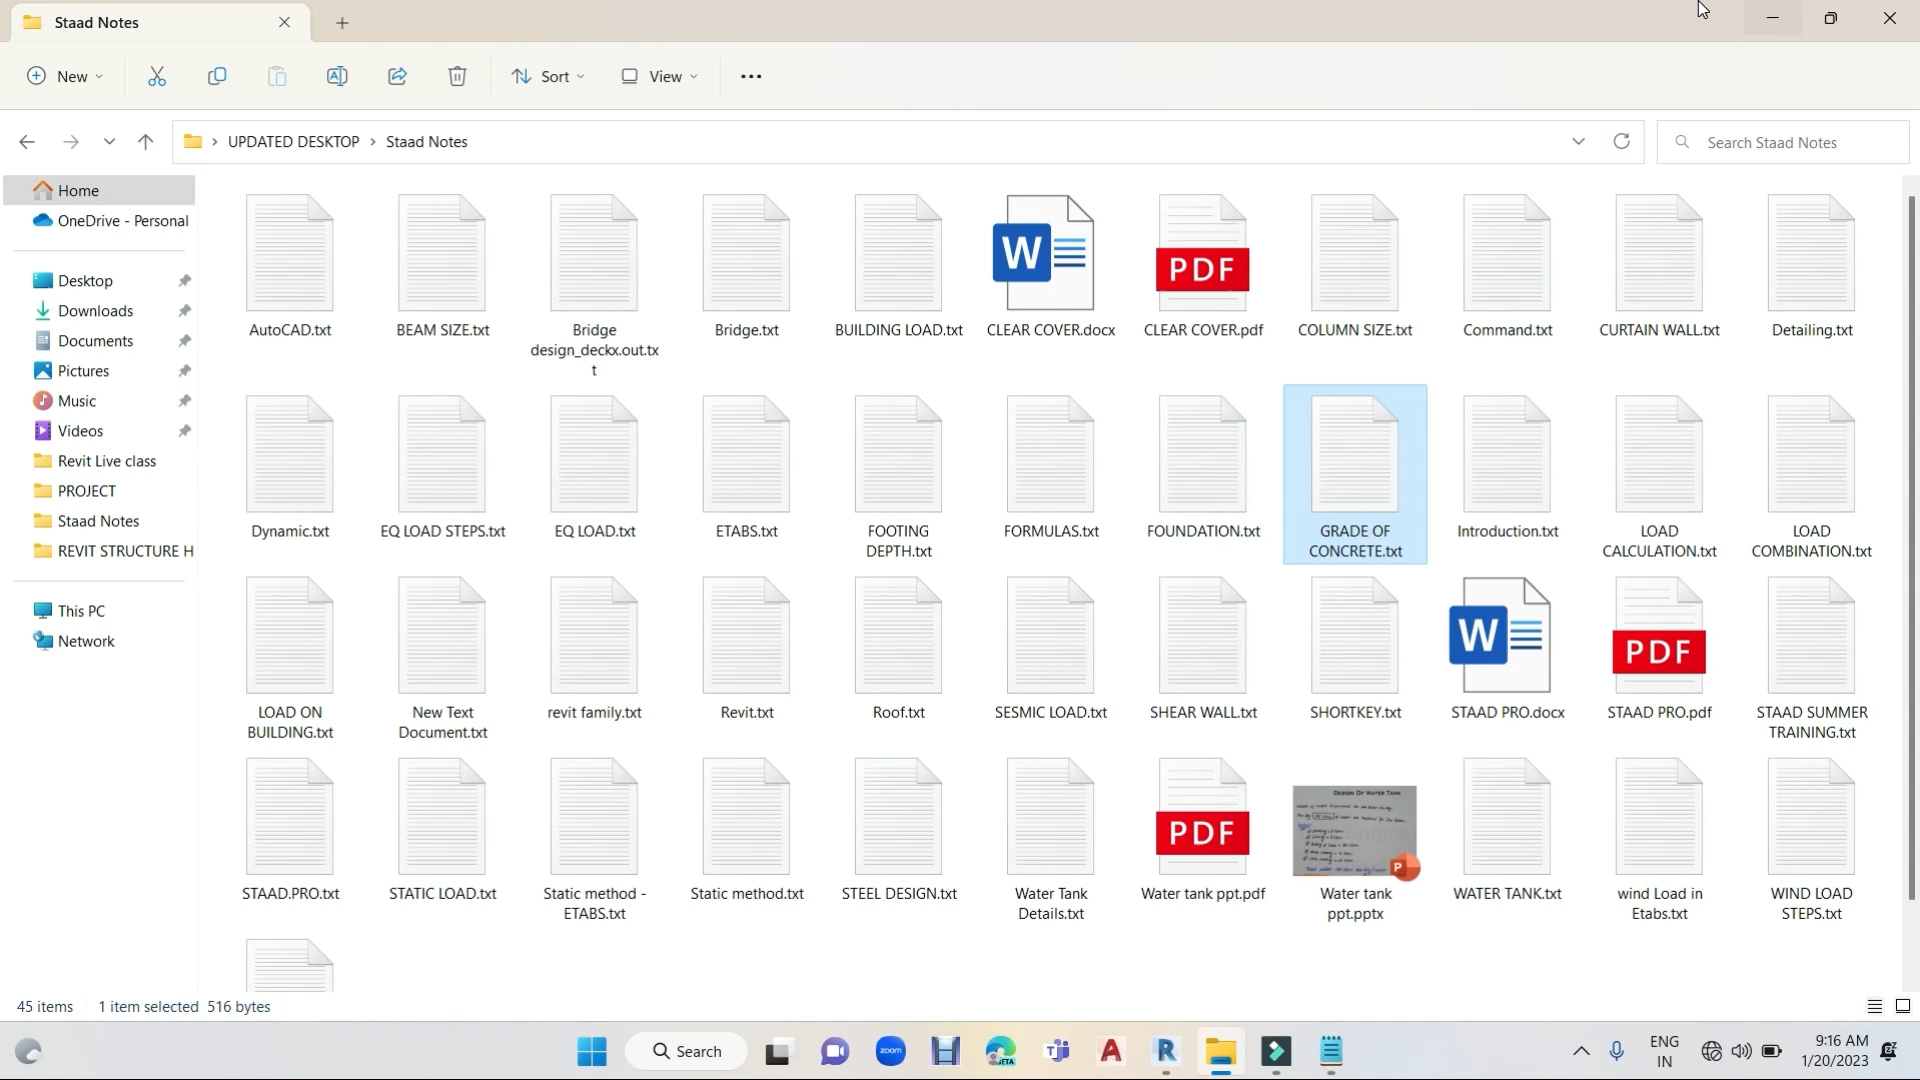 Staad Notes
New
Sort
View
UPDATED DESKTOP
Staad Notes
Search Staad Notes
Home
OneDrive - Personal
Desktop
Downloads
Documents
Pictures
Music
Videos
Revit Live class
PROJECT
Staad Notes
REVIT STRUCTURE H
This PC
Network
W
PDF
AutoCAD.txt
BEAM SIZE.txt
Bridge
design_deckx.out.tx
t
Bridge.txt
BUILDING LOAD.txt
CLEAR COVER.docx
CLEAR COVER.pdf
COLUMN SIZE.txt
Command.txt
CURTAIN WALL.txt
Detailing.txt
Dynamic.txt
EQ LOAD STEPS.txt
EQ LOAD.txt
ETABS.txt
FOOTING
DEPTH.txt
FORMULAS.txt
FOUNDATION.txt
GRADE OF
CONCRETE.txt
Introduction.txt
LOAD
CALCULATION.txt
LOAD
COMBINATION.txt
W
PDF
LOAD ON
BUILDING.txt
New Text
Document.txt
revit family.txt
Revit.txt
Roof.txt
SESMIC LOAD.txt
SHEAR WALL.txt
SHORTKEY.txt
STAAD PRO.docx
STAAD PRO.pdf
STAAD SUMMER
TRAINING.txt
PDF
DESIGN OF WATER TANK
P
STAAD.PRO.txt
STATIC LOAD.txt
Static method -
ETABS.txt
Static method.txt
STEEL DESIGN.txt
Water Tank
Details.txt
Water tank ppt.pdf
Water tank
ppt.pptx
WATER TANK.txt
wind Load in
Etabs.txt
WIND LOAD
STEPS.txt
45 items
1 item selected
516 bytes
Search
zoom
BETA
T
A
R
ENG
IN
9:16 AM
1/20/2023